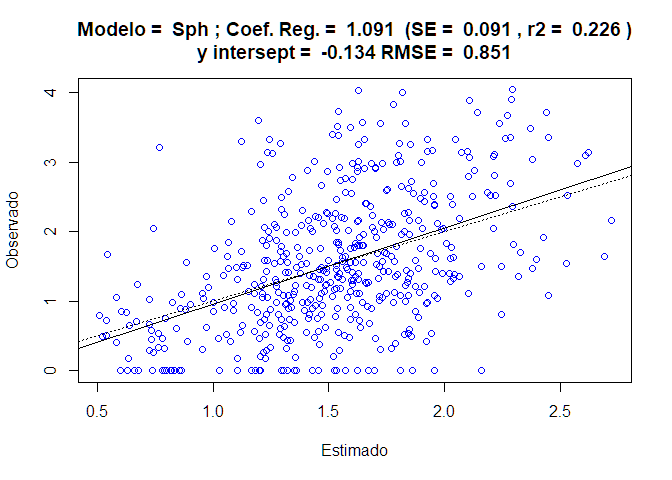 Modelo = Sph ; Coef. Reg. = 1.091 (SE = 0.091 , r2 = 0.226 )
y intersept = -0.134 RMSE = 0.851
4
3
2
1
0
Observado
0.5 1.0 1.5 2.0 2.5
Estimado